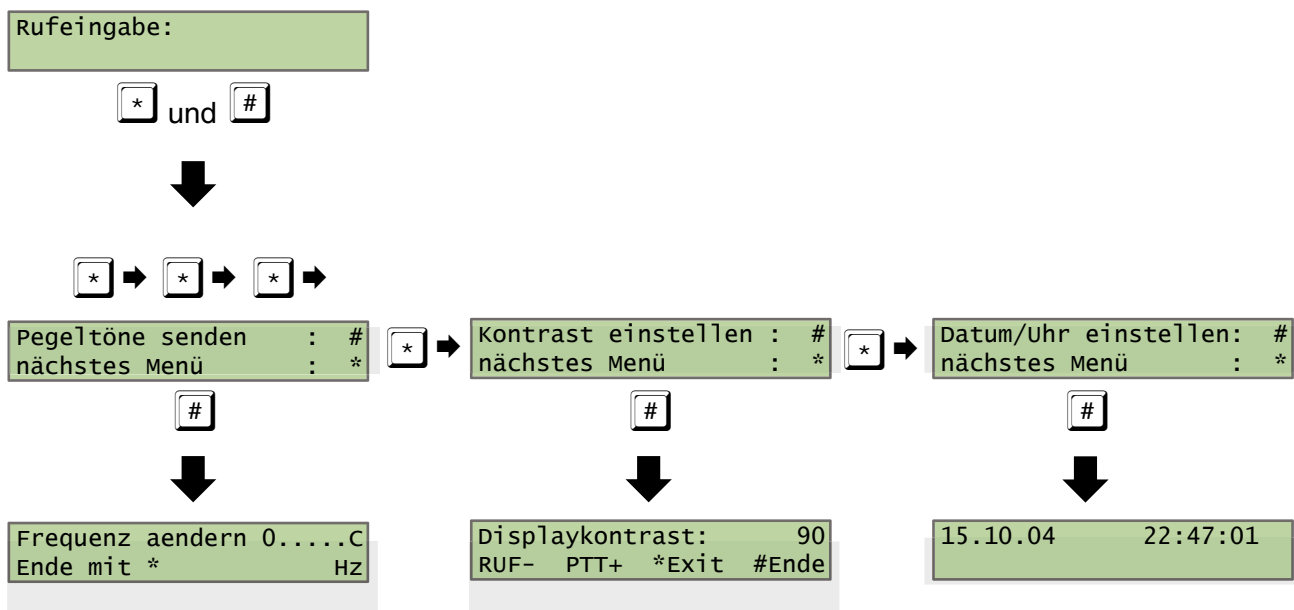 Rufeingabe:
* und #
* * *
Pegeltöne senden : #
nächstes Menü : *
*
Kontrast einstellen : #
nächstes Menü : *
*
Datum/Uhr einstellen: #
nächstes Menü : *
#
#
#
Frequenz aendern 0.....C
Ende mit * Hz
Displaykontrast: 90
RUF- PTT+ *Exit #Ende
15.10.04 22:47:01